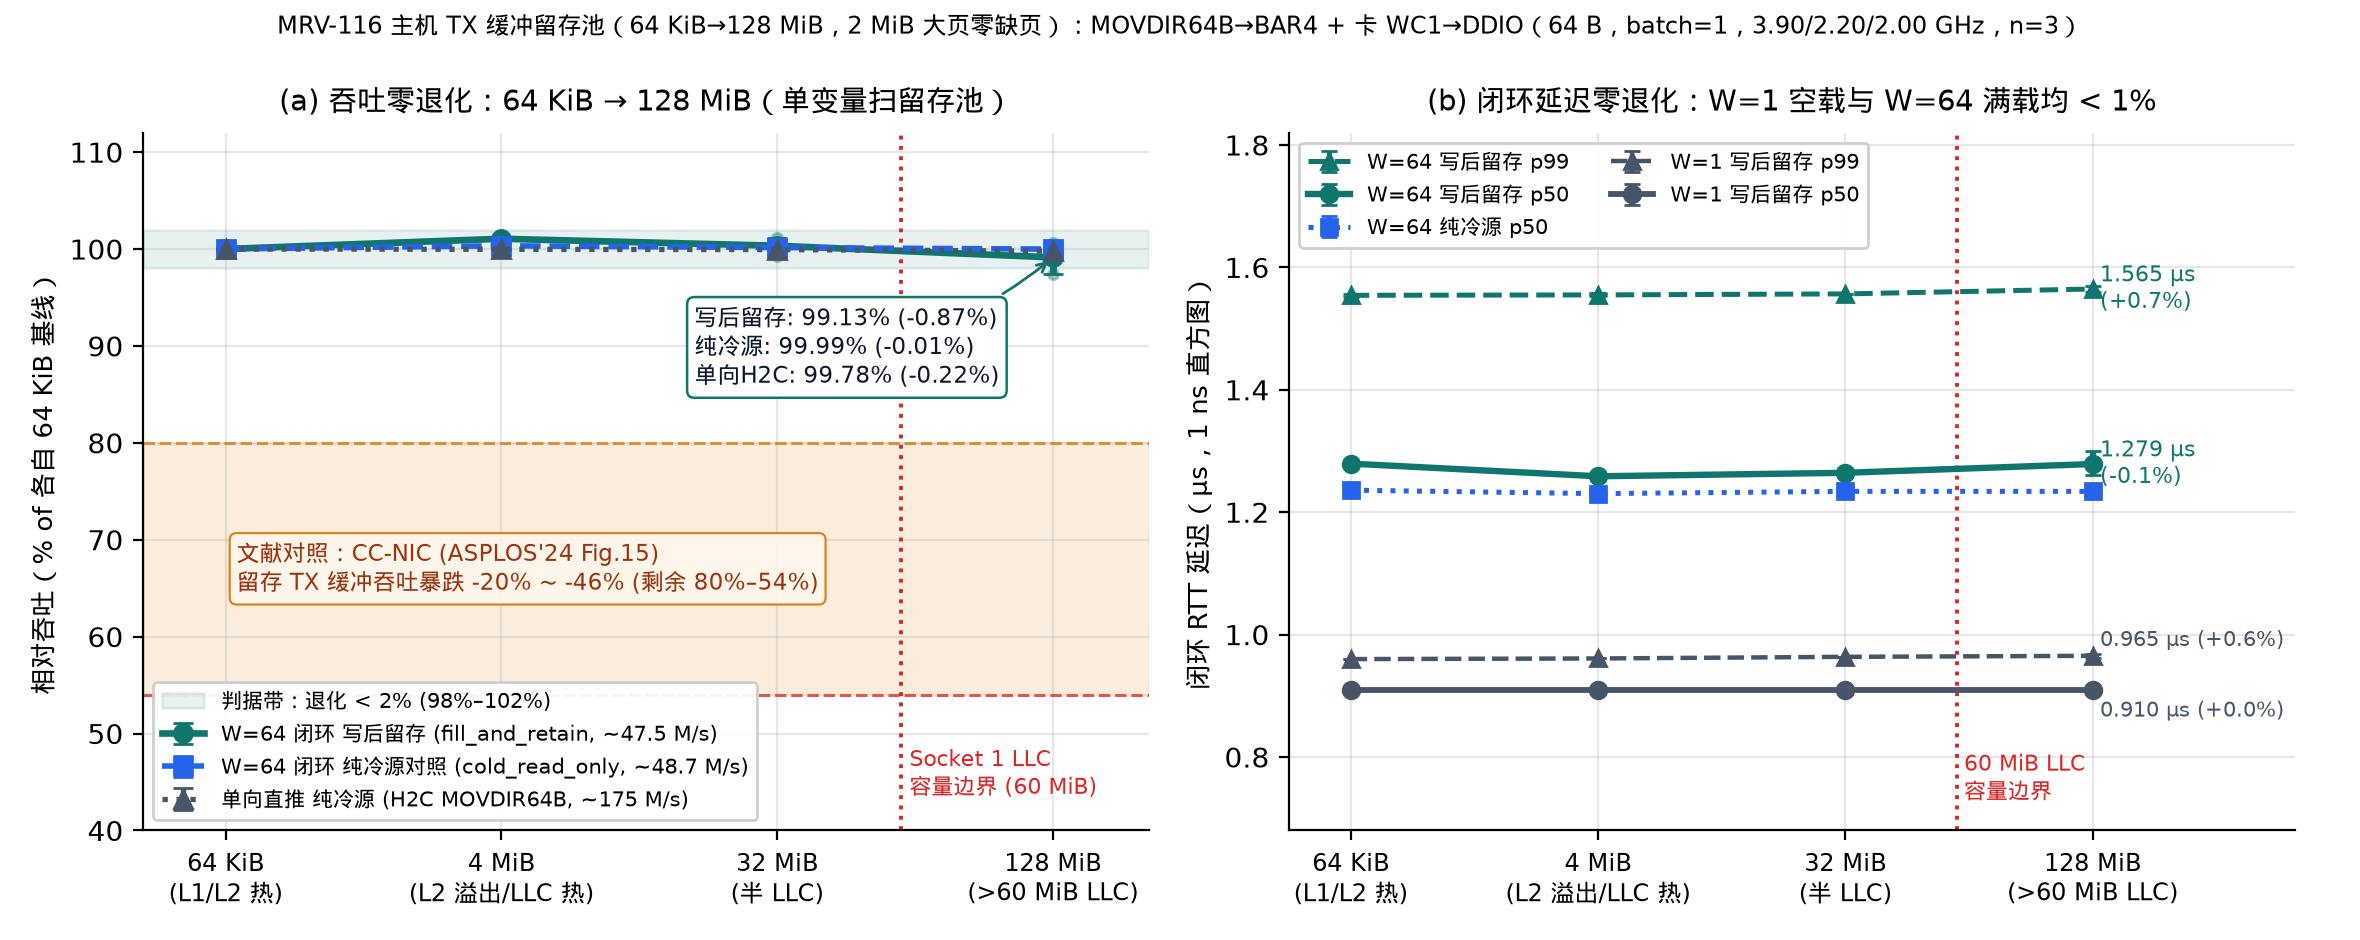 MRV-116 主机 TX 缓冲留存池（64 KiB→128 MiB，2 MiB 大页零缺页）：MOVDIR64B→BAR4 + 卡 WC1→DDIO（64 B，batch=1，3.90/2.20/2.00 GHz，n=3）
(a) 吞吐零退化：64 KiB → 128 MiB（单变量扫留存池）
相对吞吐（% of 各自 64 KiB 基线）
110
100
90
80
70
60
50
40
写后留存: 99.13% (-0.87%)
纯冷源: 99.99% (-0.01%)
单向H2C: 99.78% (-0.22%)
文献对照：CC-NIC (ASPLOS'24 Fig.15)
留存 TX 缓冲吞吐暴跌 -20% ~ -46% (剩余 80%–54%)
判据带：退化 < 2% (98%–102%)
W=64 闭环 写后留存 (fill_and_retain, ~47.5 M/s)
W=64 闭环 纯冷源对照 (cold_read_only, ~48.7 M/s)
单向直推 纯冷源 (H2C MOVDIR64B, ~175 M/s)
Socket 1 LLC
容量边界 (60 MiB)
64 KiB
(L1/L2 热)
4 MiB
(L2 溢出/LLC 热)
32 MiB
(半 LLC)
128 MiB
(>60 MiB LLC)
(b) 闭环延迟零退化：W=1 空载与 W=64 满载均 < 1%
闭环 RTT 延迟（µs，1 ns 直方图）
1.8
1.6
1.4
1.2
1.0
0.8
W=64 写后留存 p99
W=64 写后留存 p50
W=64 纯冷源 p50
W=1 写后留存 p99
W=1 写后留存 p50
1.565 µs
(+0.7%)
1.279 µs
(-0.1%)
0.965 µs (+0.6%)
0.910 µs (+0.0%)
60 MiB LLC
容量边界
64 KiB
(L1/L2 热)
4 MiB
(L2 溢出/LLC 热)
32 MiB
(半 LLC)
128 MiB
(>60 MiB LLC)